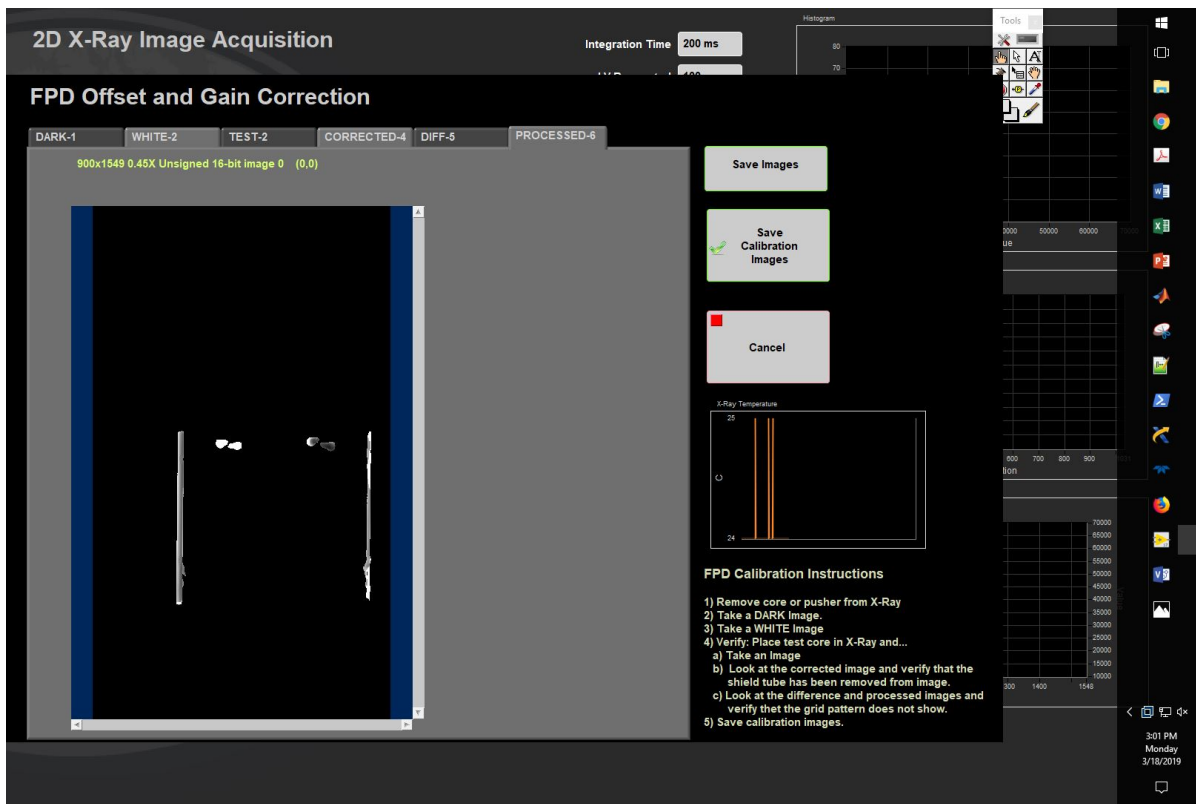 2D X-Ray Image Acquisition
Integration Time 200 ms
Histogram
80
70
Tools
FPD Offset and Gain Correction
DARK-1 WHITE-2 TEST-2 CORRECTED-4 DIFF-5 PROCESSED-6
900x1549 0.45X Unsigned 16-bit image 0 (0,0)
Save Images
Save
Calibration
Images
Cancel
X-Ray Temperature
25
C
24
50000 60000 70000
600 700 800 900
70000
65000
60000
55000
50000
45000
40000
35000
30000
25000
20000
15000
10000
1400 1548
FPD Calibration Instructions
1) Remove core or pusher from X-Ray
2) Take a DARK Image.
3) Take a WHITE Image
4) Verify: Place test core in X-Ray and...
a) Take an Image
b) Look at the corrected image and verify that the
shield tube has been removed from image.
c) Look at the difference and processed images and
verify thet the grid pattern does not show.
5) Save calibration images.
3:01 PM
Monday
3/18/2019